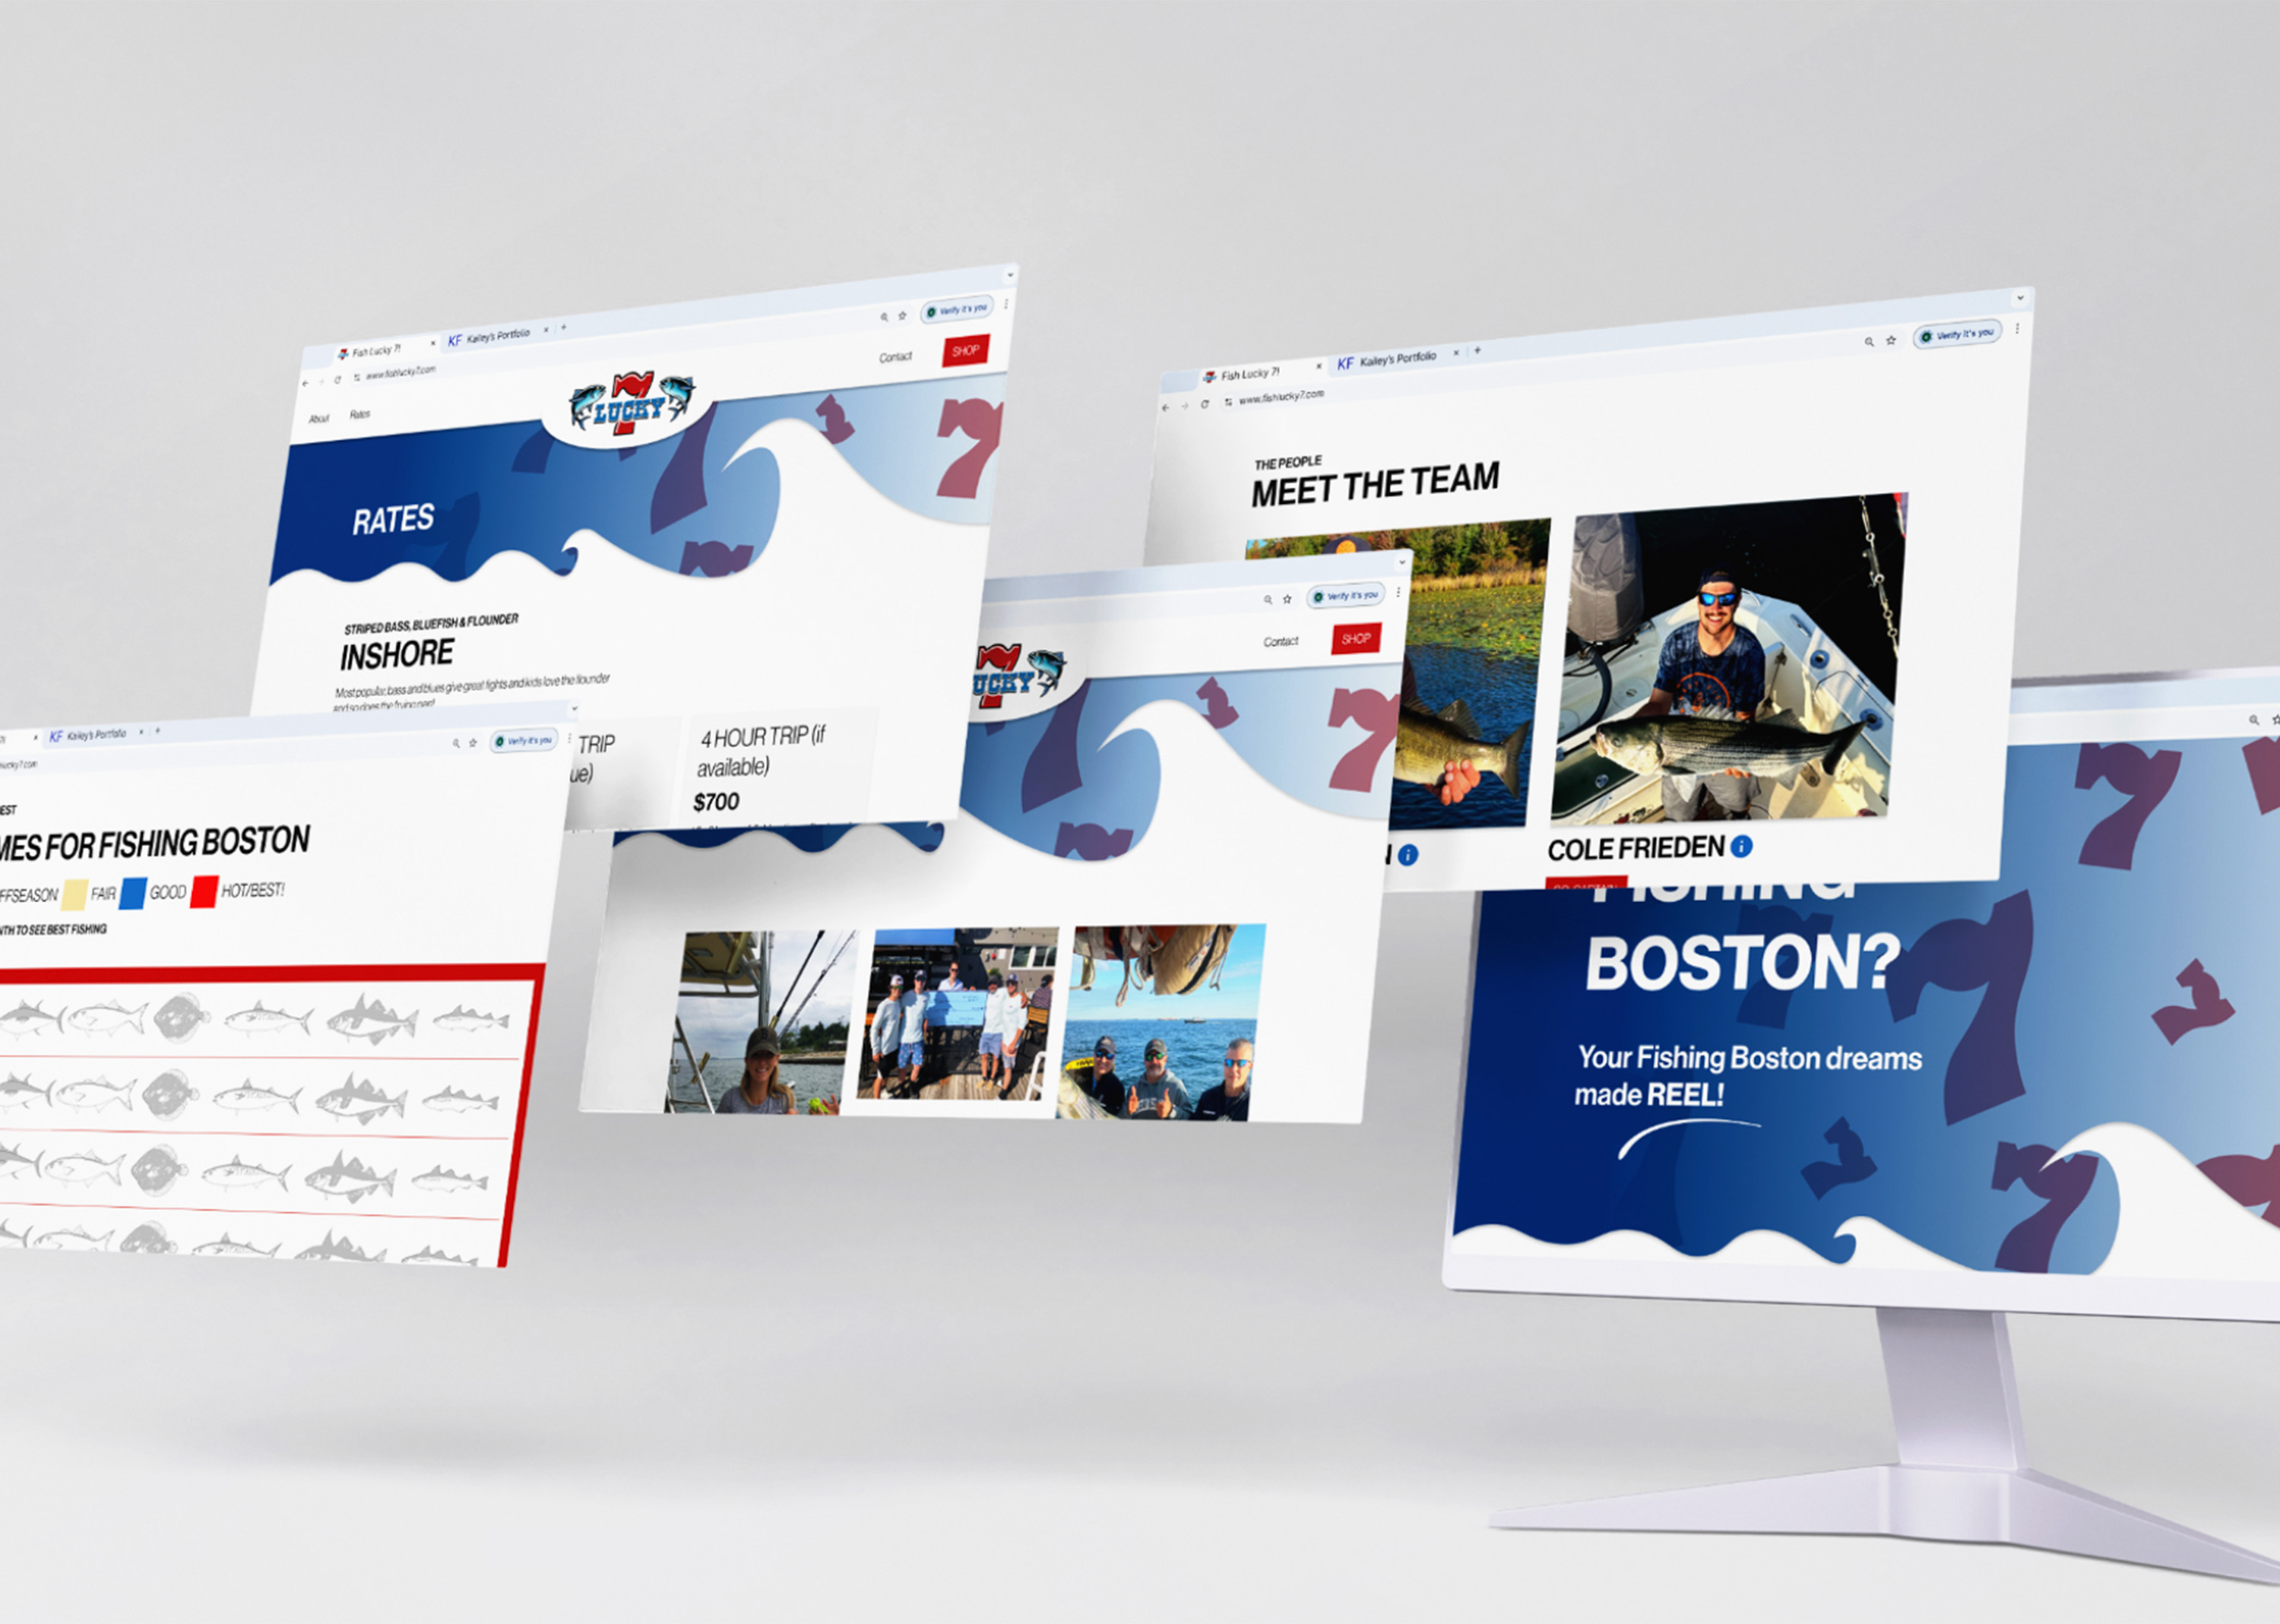 Fish Lucky 7!
KF Kailey's Portfolio
www.fishlucky7.com
Verify it's you
About
Rates
7
LUCKY
Contact
SHOP
RATES
STRIPED BASS, BLUEFISH & FLOUNDER
INSHORE
Most popular, bass and blues give great fights and kids love the flounder
and so does the frying pan!
TRIP
ue)
4 HOUR TRIP (if
available)
$700
Fish Lucky 7!
KF Kailey's Portfolio
www.fishlucky7.com
Verify it's you
THE PEOPLE
MEET THE TEAM
N
COLE FRIEDEN
CO-CAPTAIN
Verify it's you
Contact
SHOP
7
UCKY
KF Kailey's Portfolio
Verify it's you
lucky7.com
EST
MES FOR FISHING BOSTON
FFSEASON FAIR GOOD HOT/BEST!
NTH TO SEE BEST FISHING
FISHING
BOSTON?
Your Fishing Boston dreams
made REEL!